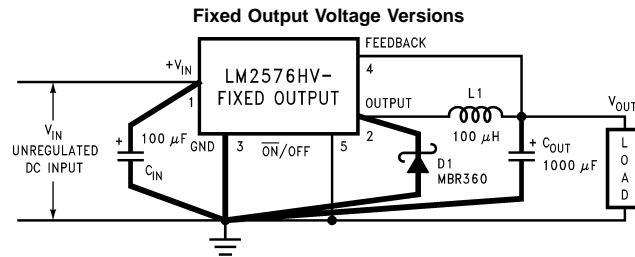 Fixed Output Voltage Versions
FEEDBACK
+VIN
LM2576HV-
FIXED OUTPUT
4
L1
VOUT
OUTPUT
1
2
100 μH
VIN
UNREGULATED
DC INPUT
+
100 μF
CIN
GND
3
ON/OFF
5
D1
MBR360
+
COUT
1000 μF
LOAD